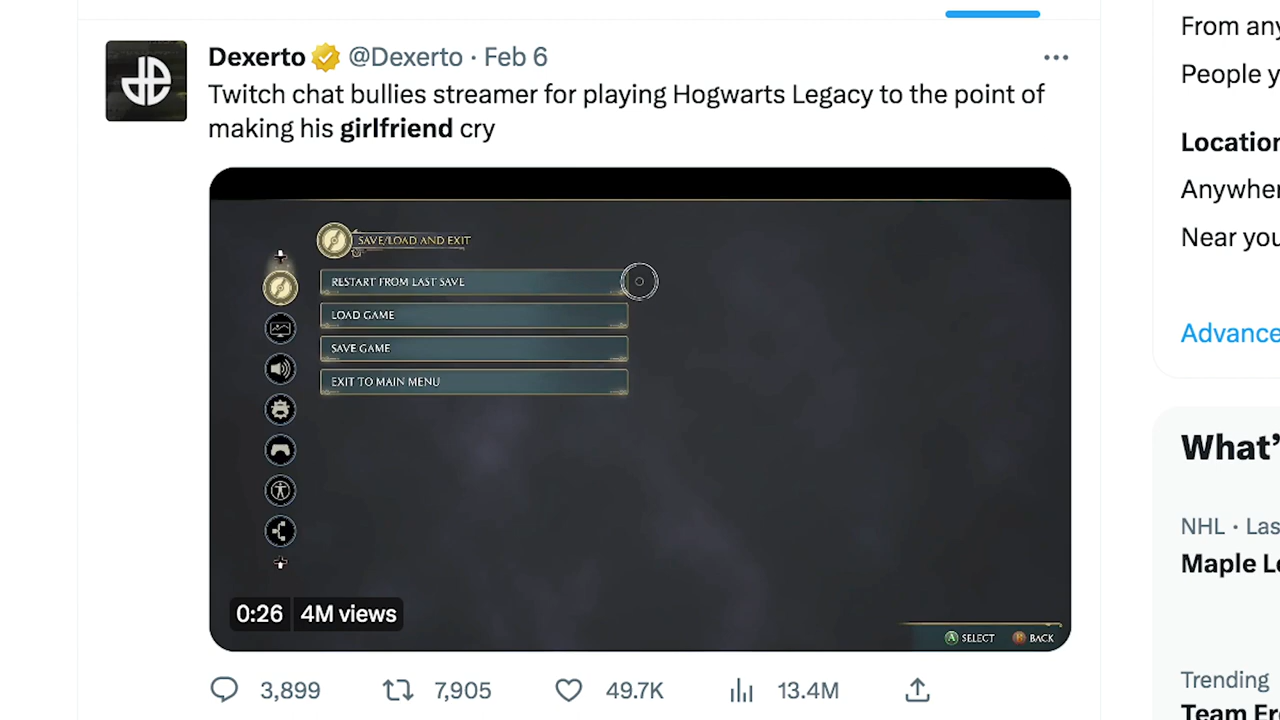 Dexerto @Dexerto · Feb 6
Twitch chat bullies streamer for playing Hogwarts Legacy to the point of
making his girlfriend cry
SAVE/LOAD AND EXIT
RESTART FROM LAST SAVE
LOAD GAME
SAVE GAME
EXIT TO MAIN MENU
0:26 4M views
A SELECT B BACK
3,899 7,905 49.7K 13.4M
From any
People y
Location
Anywher
Near you
Advance
What's
NHL · Las
Maple Le
Trending
Team Fr